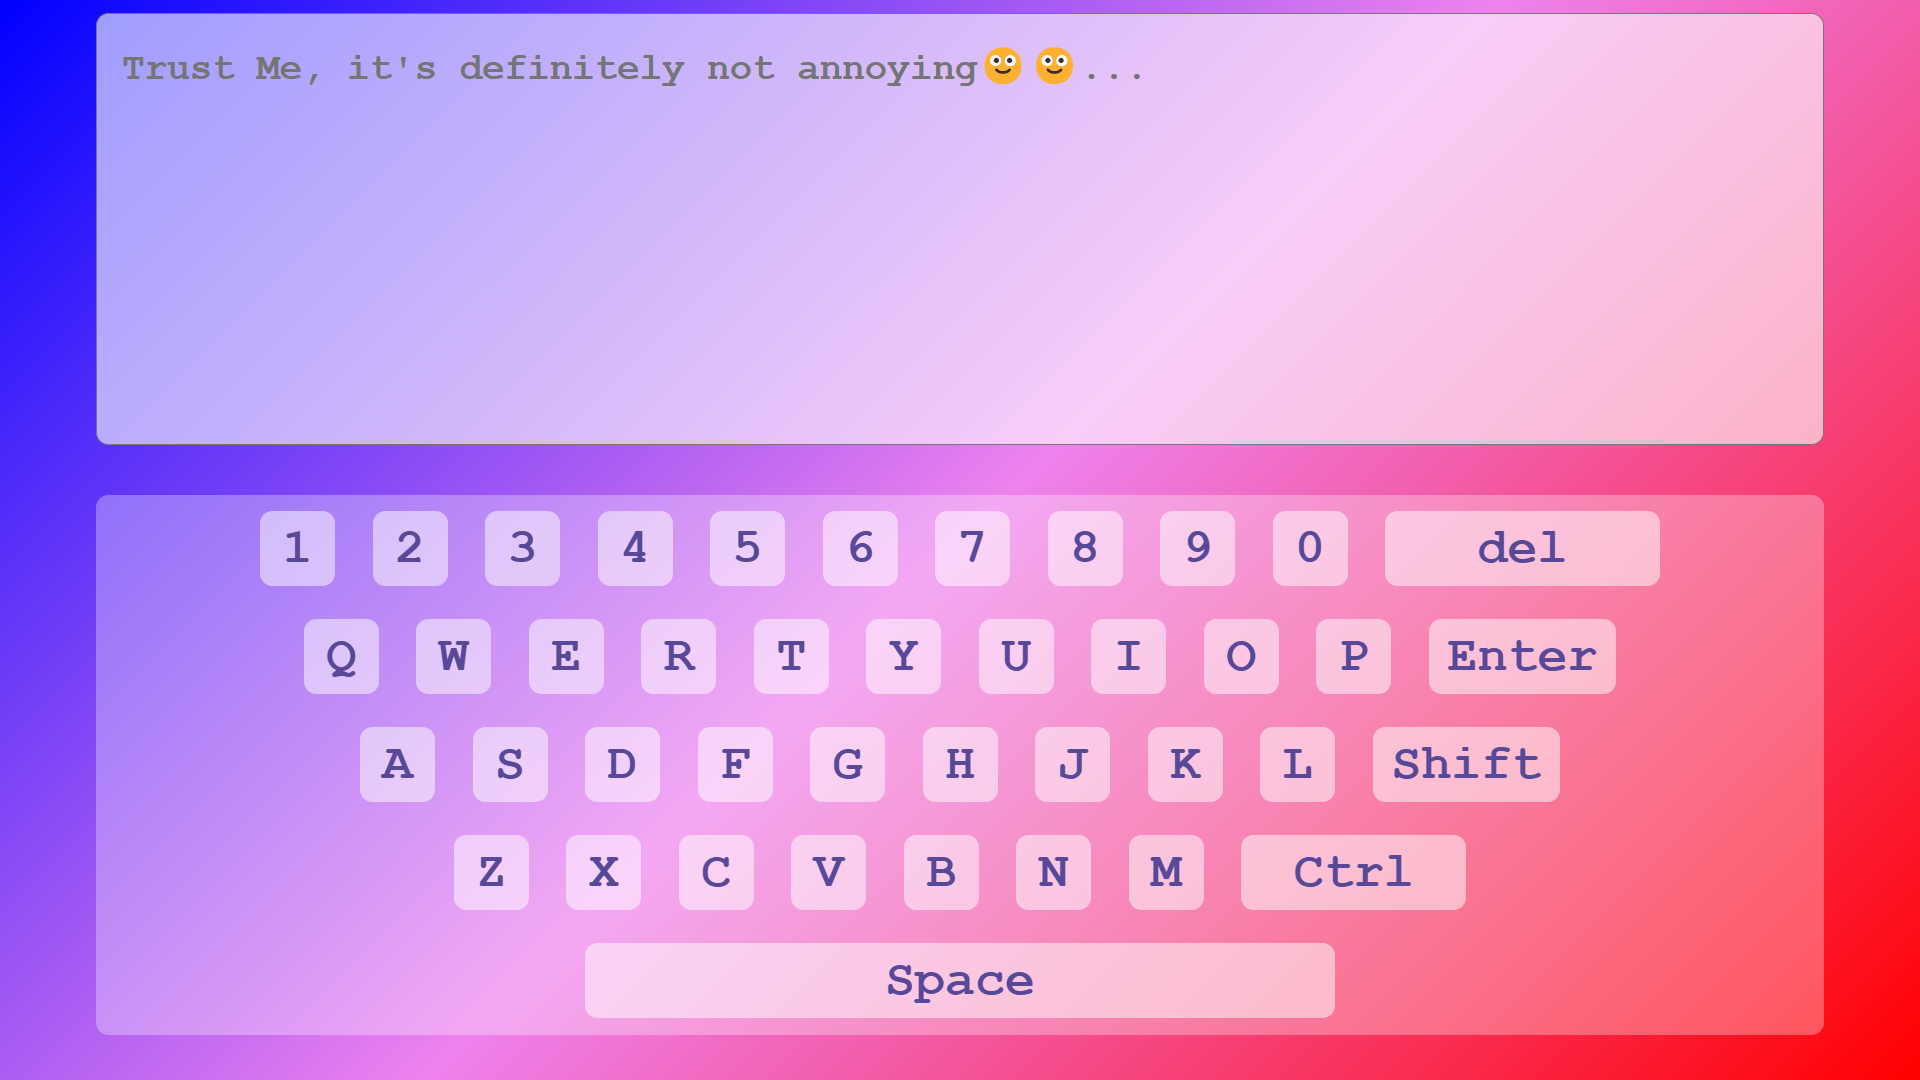 Trust Me, it's definitely not annoying🙂🙂...
1 2 3 4 5 6 7 8 9 0 del
Q W E R T Y U I O P Enter
A S D F G H J K L Shift
Z X C V B N M Ctrl
Space